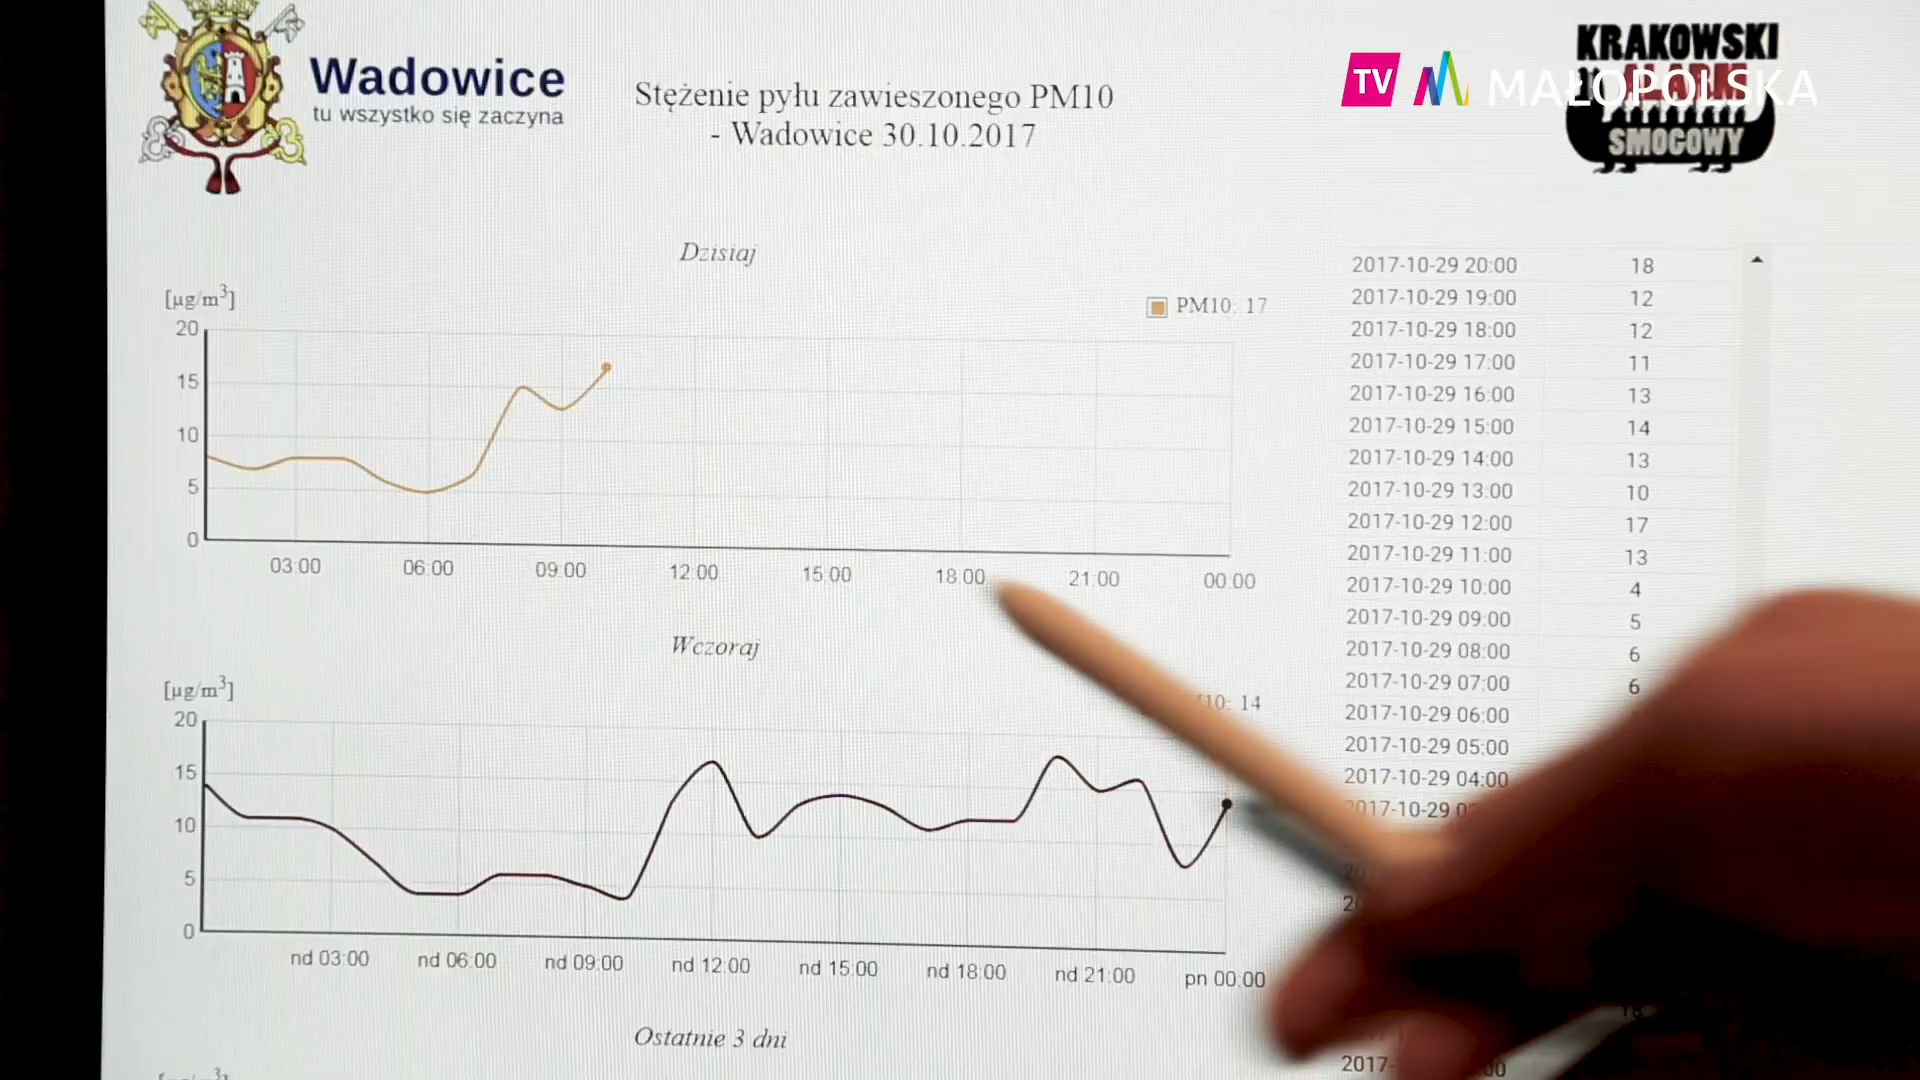 Wadowice
tu wszystko się zaczyna
Stężenie pyłu zawieszonego PM10
- Wadowice 30.10.2017
TV MAŁOPOLSKA
KRAKOWSKI
ALARM
SMOGOWY
Dzisiaj
[µg/m³]
PM10: 17
20
15
10
5
0
03:00 06:00 09:00 12:00 15:00 18:00 21:00 00:00
Wczoraj
[µg/m³]
10: 14
20
15
10
5
0
nd 03:00 nd 06:00 nd 09:00 nd 12:00 nd 15:00 nd 18:00 nd 21:00 pn 00:00
Ostatnie 3 dni
2017-10-29 20:00 18
2017-10-29 19:00 12
2017-10-29 18:00 12
2017-10-29 17:00 11
2017-10-29 16:00 13
2017-10-29 15:00 14
2017-10-29 14:00 13
2017-10-29 13:00 10
2017-10-29 12:00 17
2017-10-29 11:00 13
2017-10-29 10:00 4
2017-10-29 09:00 5
2017-10-29 08:00 6
2017-10-29 07:00 6
2017-10-29 06:00
2017-10-29 05:00
2017-10-29 04:00
2017-10-29
18
2017-